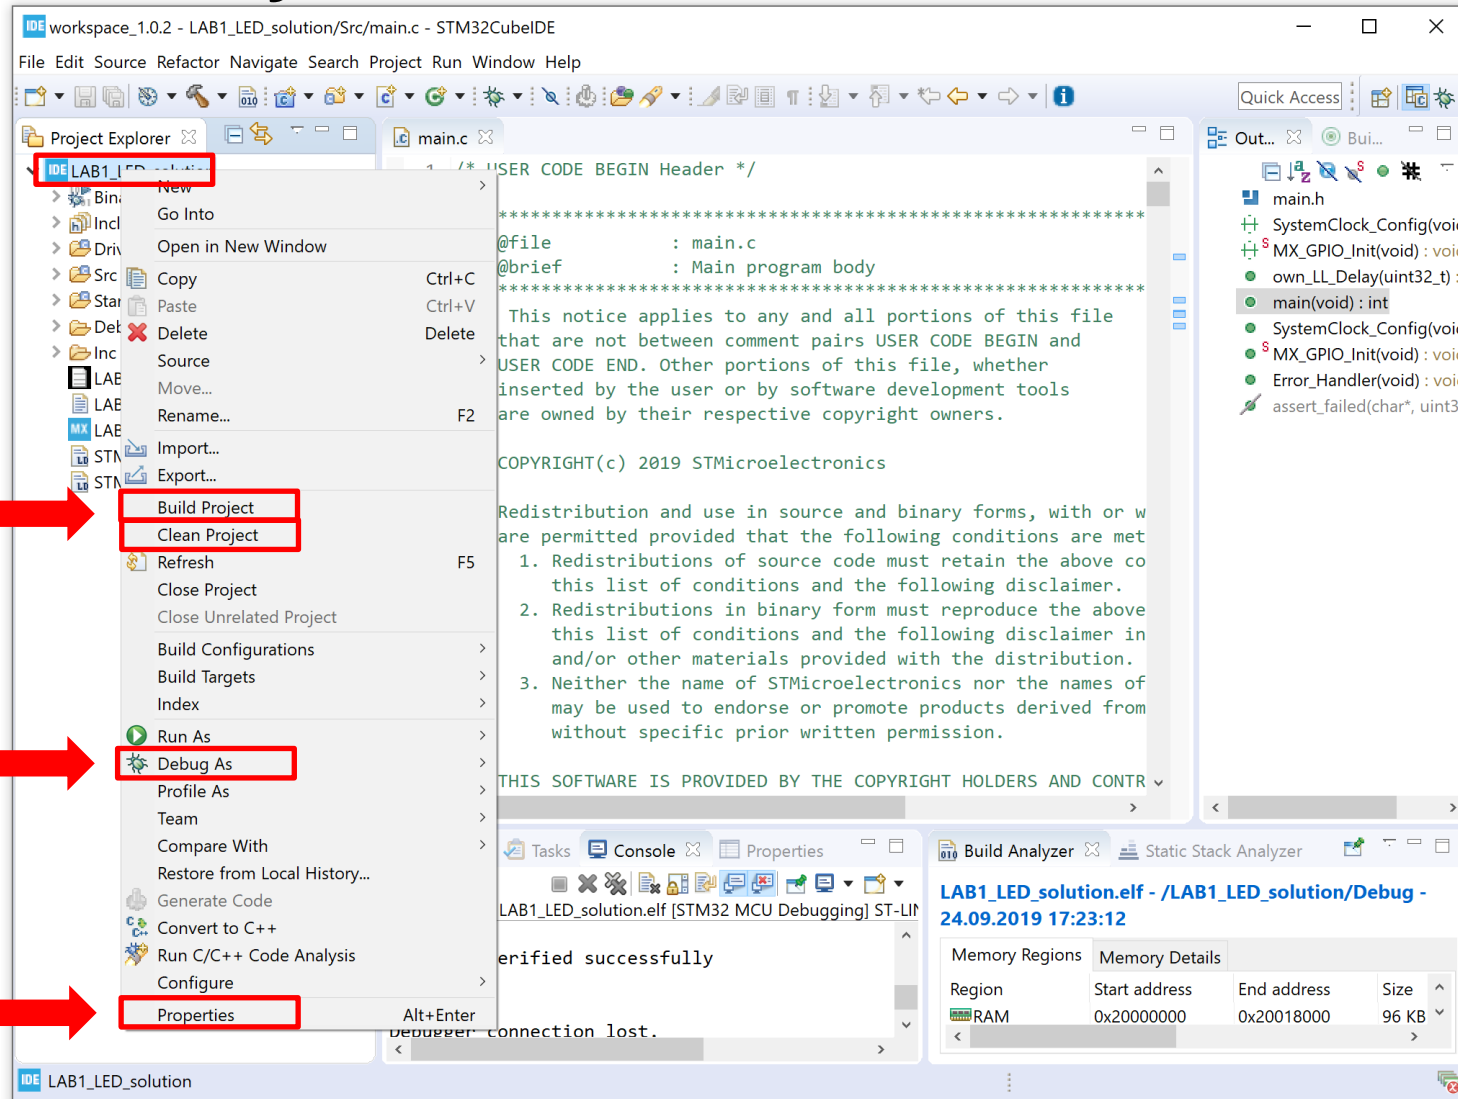 IDE workspace_1.0.2 - LAB1_LED_solution/Src/main.c - STM32CubeIDE
File Edit Source Refactor Navigate Search Project Run Window Help
Quick Access
Project Explorer
IDE LAB1_LED_solution
Bin
Incl
Driv
Src
Star
Deb
Inc
LAB
LAB
MX LAB
STM
STM
New
Go Into
Open in New Window
Copy Ctrl+C
Paste Ctrl+V
Delete Delete
Source
Move...
Rename... F2
Import...
Export...
Build Project
Clean Project
Refresh F5
Close Project
Close Unrelated Project
Build Configurations
Build Targets
Index
Run As
Debug As
Profile As
Team
Compare With
Restore from Local History...
Generate Code
Convert to C++
Run C/C++ Code Analysis
Configure
Properties Alt+Enter
main.c
1 /* USER CODE BEGIN Header */
************************************************************
@file : main.c
@brief : Main program body
************************************************************
This notice applies to any and all portions of this file
that are not between comment pairs USER CODE BEGIN and
USER CODE END. Other portions of this file, whether
inserted by the user or by software development tools
are owned by their respective copyright owners.
COPYRIGHT(c) 2019 STMicroelectronics
Redistribution and use in source and binary forms, with or w
are permitted provided that the following conditions are met
1. Redistributions of source code must retain the above co
this list of conditions and the following disclaimer.
2. Redistributions in binary form must reproduce the above
this list of conditions and the following disclaimer in
and/or other materials provided with the distribution.
3. Neither the name of STMicroelectronics nor the names of
may be used to endorse or promote products derived from
without specific prior written permission.
THIS SOFTWARE IS PROVIDED BY THE COPYRIGHT HOLDERS AND CONTR
Out... Bui...
main.h
SystemClock_Config(voi
MX_GPIO_Init(void) : voi
own_LL_Delay(uint32_t) :
main(void) : int
SystemClock_Config(voi
MX_GPIO_Init(void) : voi
Error_Handler(void) : voi
assert_failed(char*, uint3
Tasks Console Properties
LAB1_LED_solution.elf [STM32 MCU Debugging] ST-LIN
erified successfully
Debugger connection lost.
Build Analyzer Static Stack Analyzer
LAB1_LED_solution.elf - /LAB1_LED_solution/Debug -
24.09.2019 17:23:12
Memory Regions Memory Details
Region Start address End address Size
RAM 0x20000000 0x20018000 96 KB
IDE LAB1_LED_solution